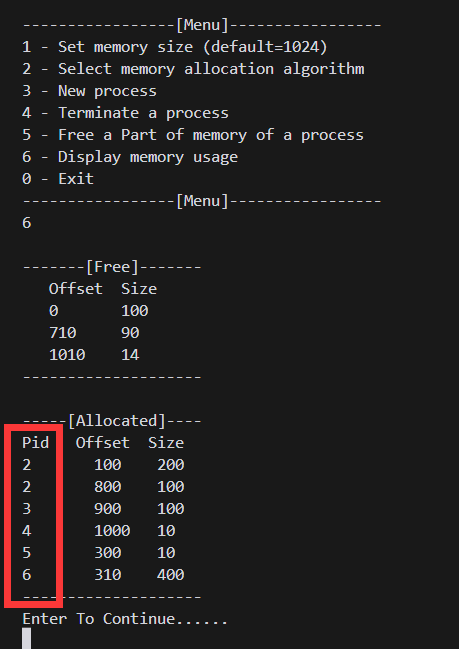 -----------------[Menu]-----------------
1 - Set memory size (default=1024)
2 - Select memory allocation algorithm
3 - New process
4 - Terminate a process
5 - Free a Part of memory of a process
6 - Display memory usage
0 - Exit
-----------------[Menu]-----------------
6
-------[Free]-------
Offset Size
0 100
710 90
1010 14
--------------------
-----[Allocated]----
Pid Offset Size
2 100 200
2 800 100
3 900 100
4 1000 10
5 300 10
6 310 400
--------------------
Enter To Continue......